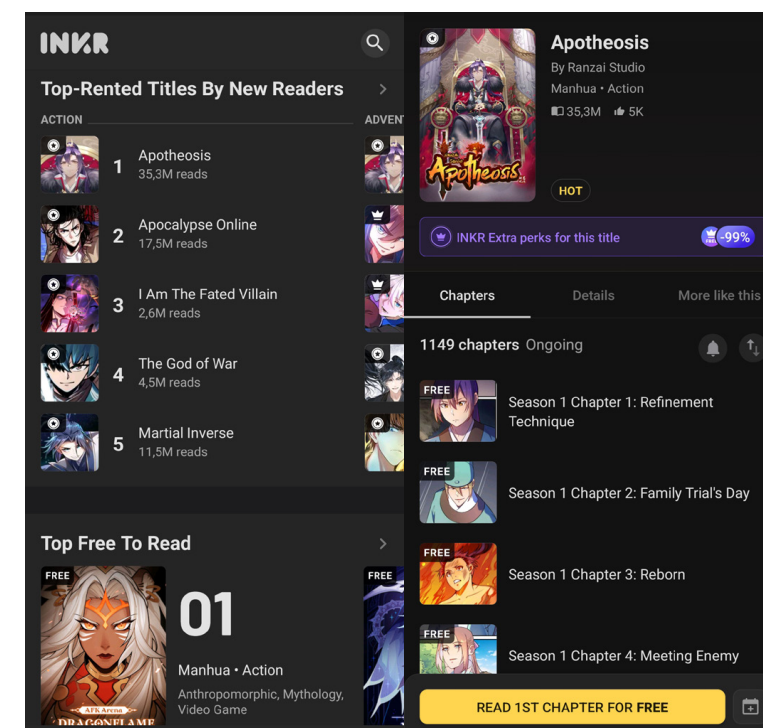 INKR
Top-Rented Titles By New Readers
ACTION
ADVEN
1
Apotheosis
35,3M reads
2
Apocalypse Online
17,5M reads
3
I Am The Fated Villain
2,6M reads
4
The God of War
4,5M reads
5
Martial Inverse
11,5M reads
Top Free To Read
FREE
01
Manhua • Action
Anthropomorphic, Mythology,
Video Game
AFK Arena
DRAGONFLAME
FREE
Apotheosis
Apotheosis
By Ranzai Studio
Manhua • Action
35,3M 5K
HOT
INKR Extra perks for this title
FREE
-99%
Chapters Details More like this
1149 chapters Ongoing
FREE
Season 1 Chapter 1: Refinement
Technique
FREE
Season 1 Chapter 2: Family Trial's Day
FREE
Season 1 Chapter 3: Reborn
FREE
Season 1 Chapter 4: Meeting Enemy
READ 1ST CHAPTER FOR FREE